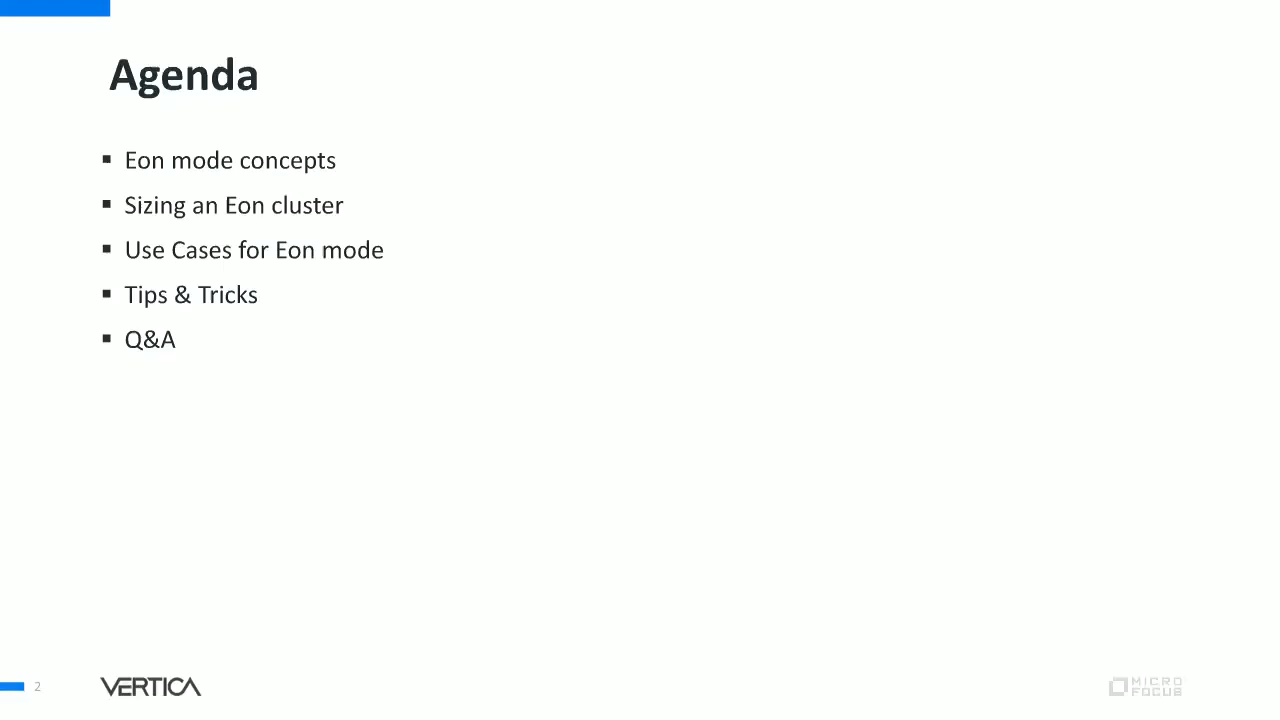 Agenda
▪ Eon mode concepts
▪ Sizing an Eon cluster
▪ Use Cases for Eon mode
▪ Tips & Tricks
▪ Q&A
2
VERTICA
MICRO
FOCUS